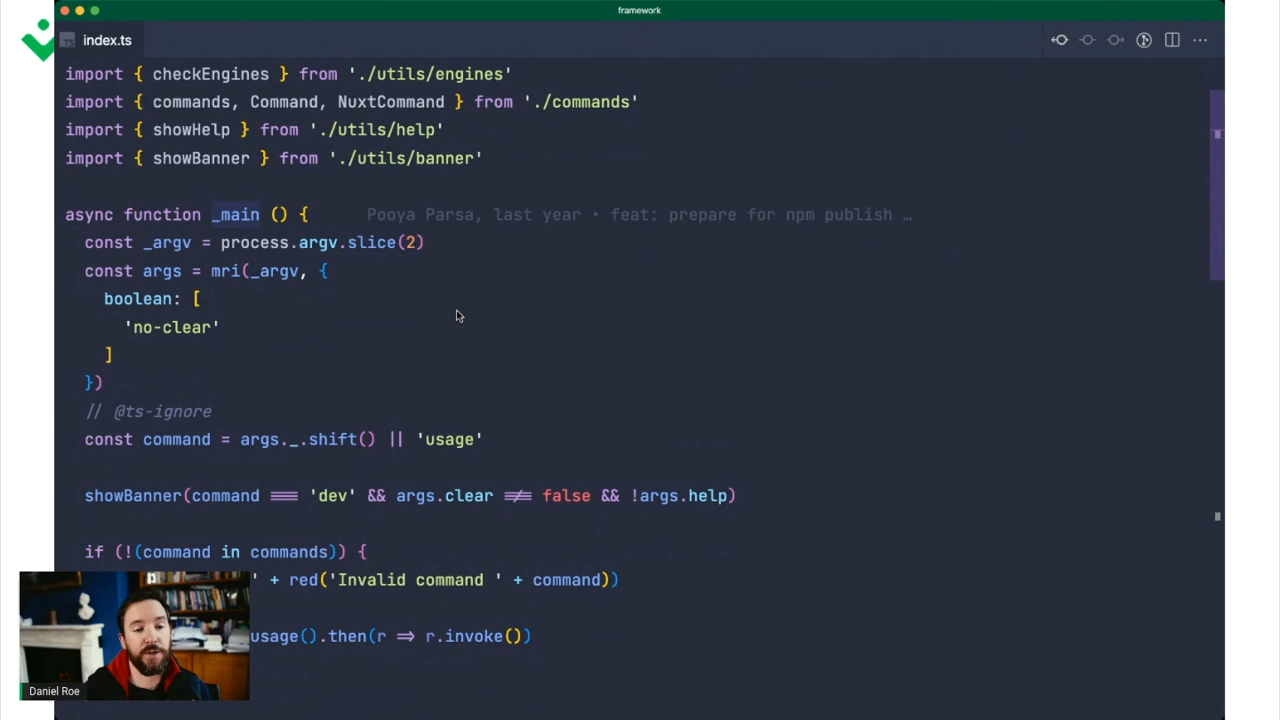 framework
TS index.ts
import { checkEngines } from './utils/engines'
import { commands, Command, NuxtCommand } from './commands'
import { showHelp } from './utils/help'
import { showBanner } from './utils/banner'
async function _main () { Pooya Parsa, last year • feat: prepare for npm publish …
const _argv = process.argv.slice(2)
const args = mri(_argv, {
boolean: [
'no-clear'
]
})
// @ts-ignore
const command = args._.shift() || 'usage'
showBanner(command === 'dev' && args.clear !== false && !args.help)
if (!(command in commands)) {
' + red('Invalid command ' + command))
usage().then(r => r.invoke())
Daniel Roe